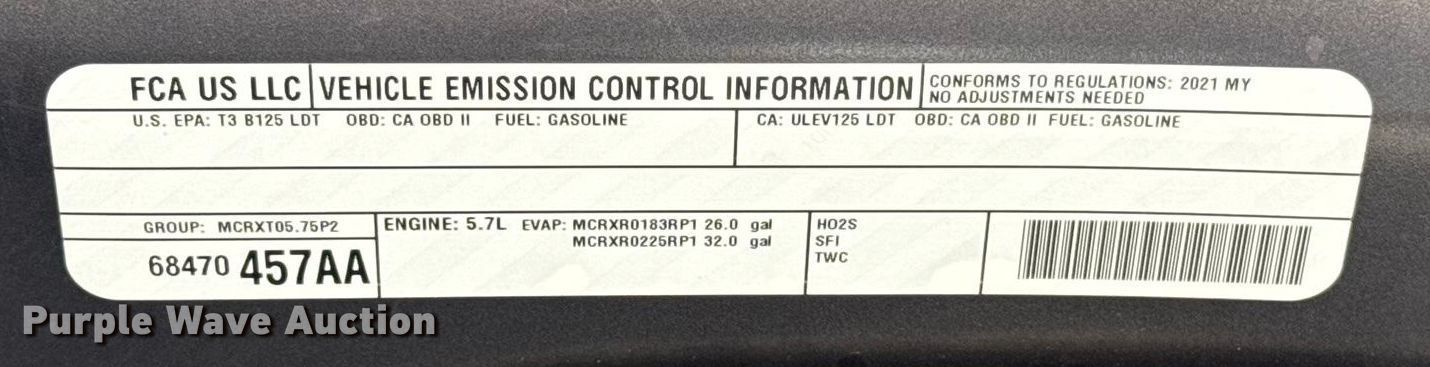 FCA US LLC
VEHICLE EMISSION CONTROL INFORMATION
CONFORMS TO REGULATIONS: 2021 MY
NO ADJUSTMENTS NEEDED
U.S. EPA: T3 B125 LDT OBD: CA OBD II FUEL: GASOLINE
CA: ULEV125 LDT OBD: CA OBD II FUEL: GASOLINE
GROUP: MCRXT05.75P2
68470 457AA
ENGINE: 5.7L EVAP: MCRXR0183RP1 26.0 gal
MCRXR0225RP1 32.0 gal
HO2S
SFI
TWC
Purple Wave Auction